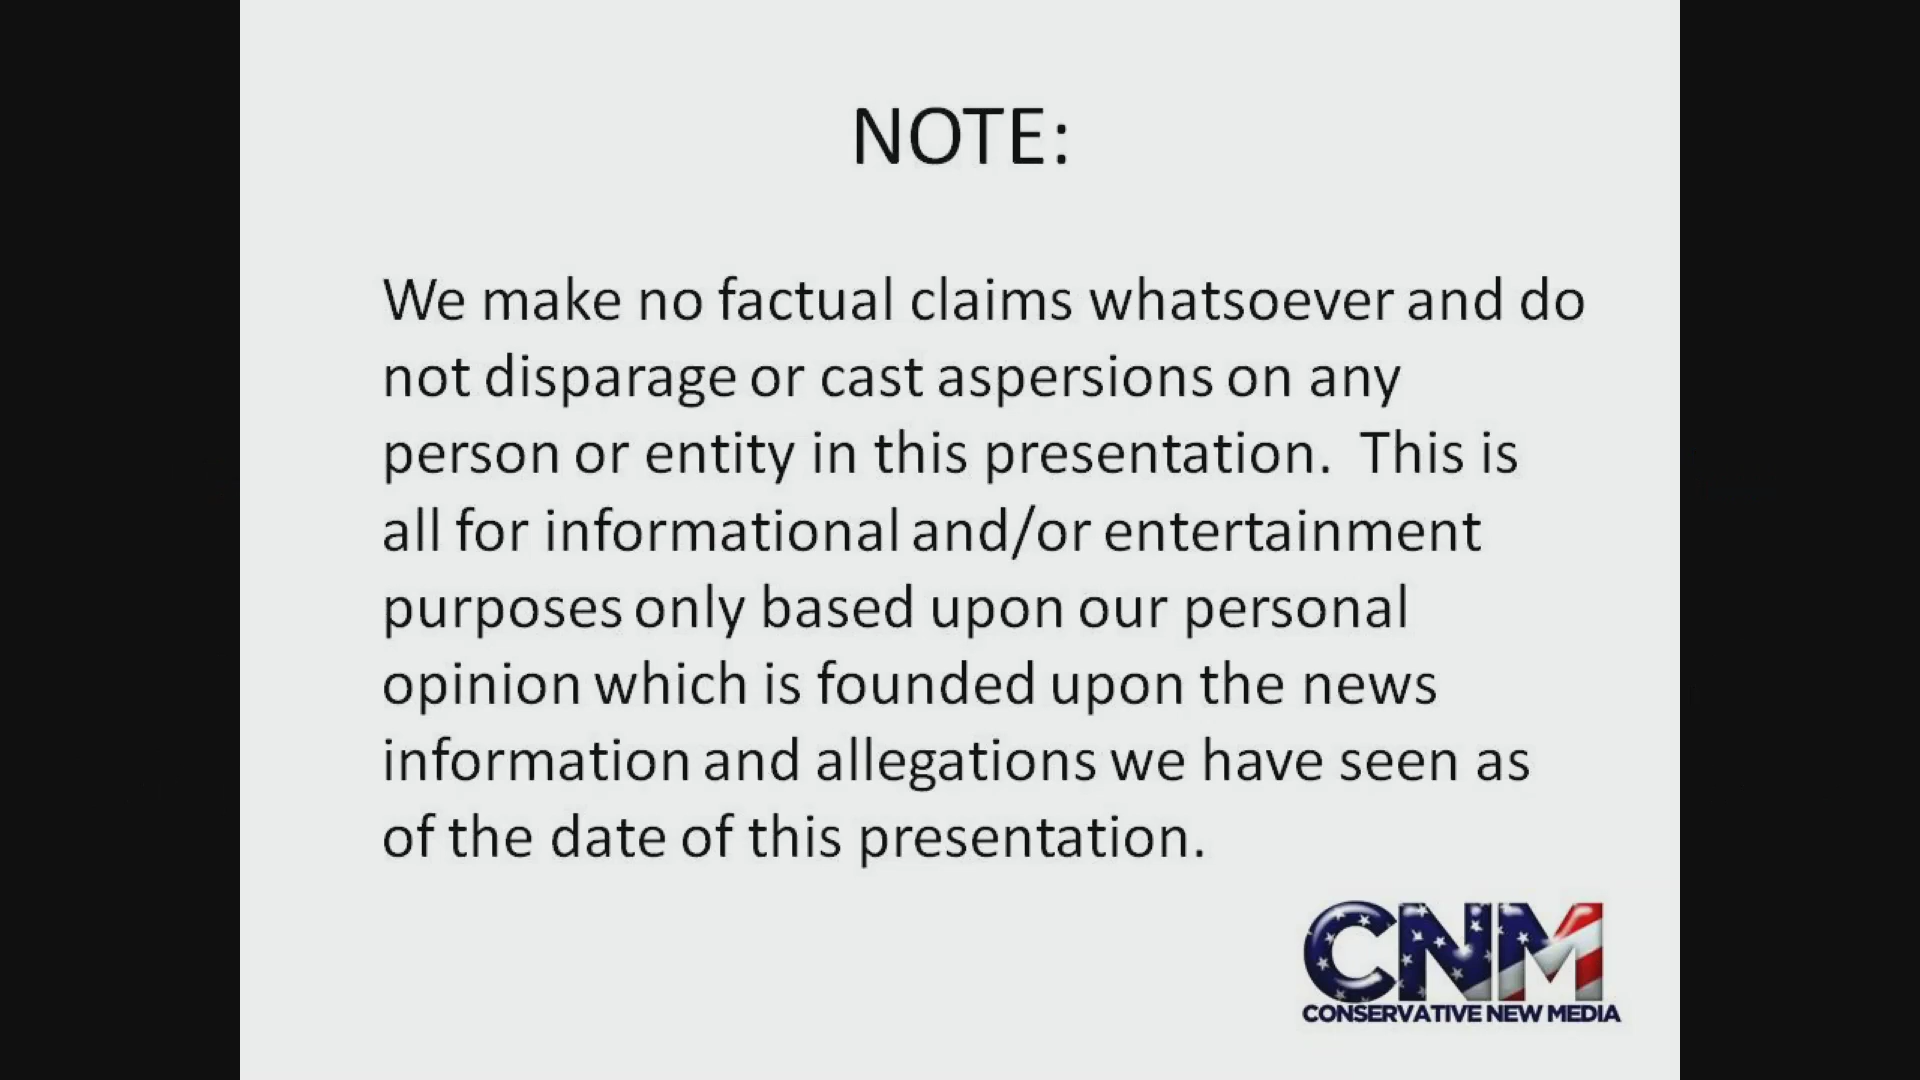 NOTE:
We make no factual claims whatsoever and do
not disparage or cast aspersions on any
person or entity in this presentation.  This is
all for informational and/or entertainment
purposes only based upon our personal
opinion which is founded upon the news
information and allegations we have seen as
of the date of this presentation.
CNM
CONSERVATIVE NEW MEDIA